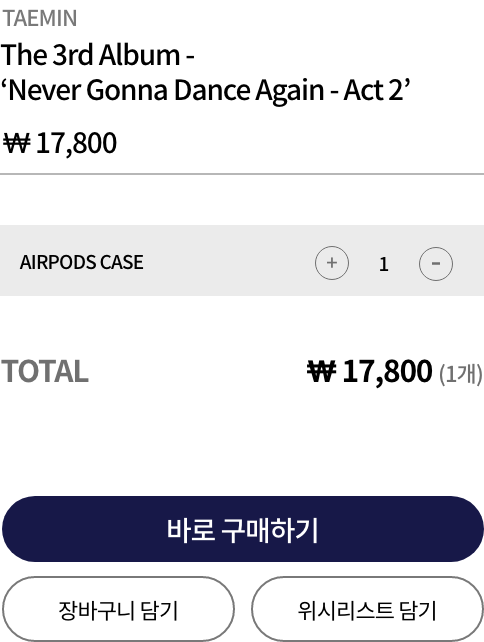 TAEMIN
The 3rd Album -
‘Never Gonna Dance Again - Act 2’
₩ 17,800
AIRPODS CASE + 1 -
TOTAL ₩ 17,800 (1개)
바로 구매하기
장바구니 담기 위시리스트 담기